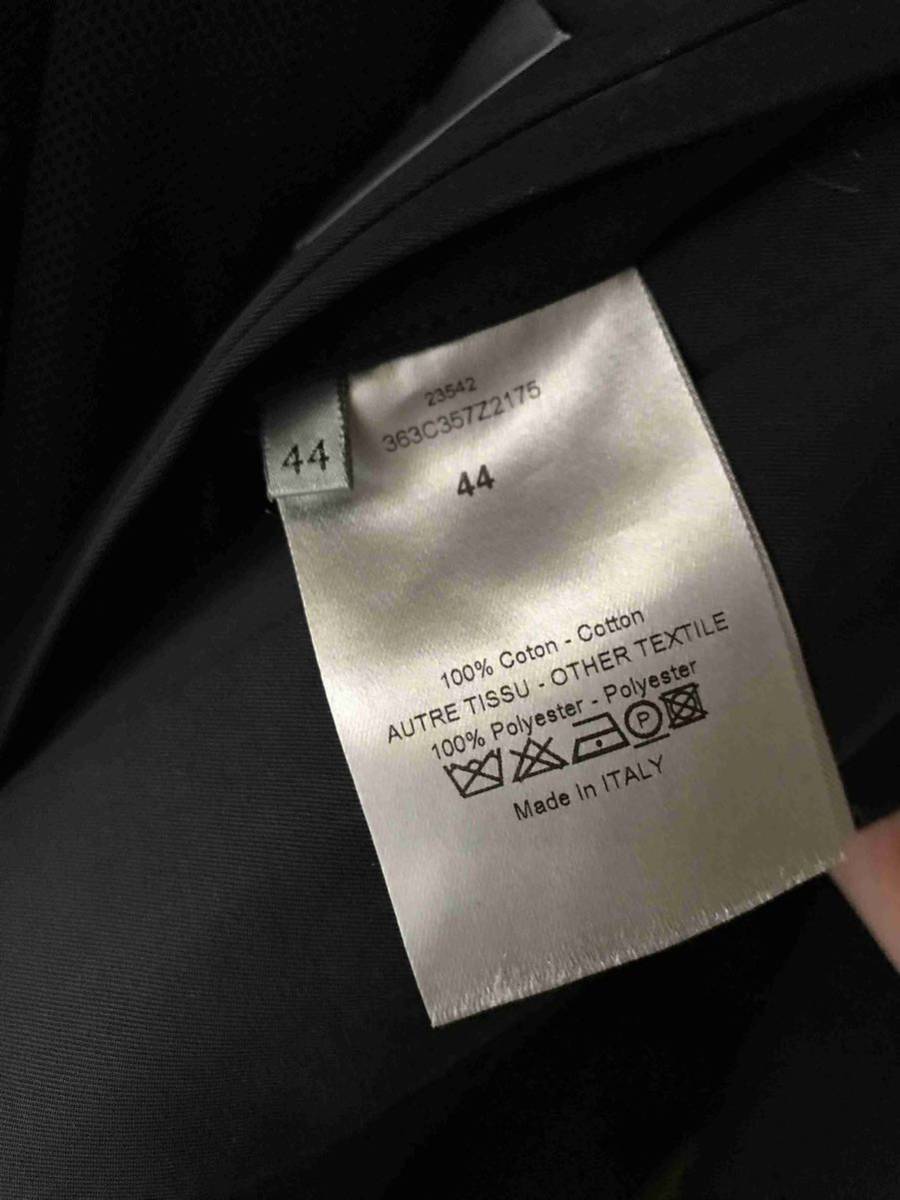 44
23542
363C357Z2175
44
100% Coton - Cotton
AUTRE TISSU - OTHER TEXTILE
100% Polyester - Polyester
P
Made In ITALY